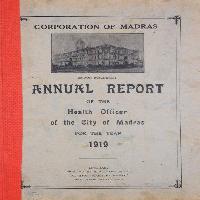 CORPORATION OF MADRAS
ANNUAL REPORT
OF THE
Health Officer
of the City of Madras
FOR THE YEAR
1919